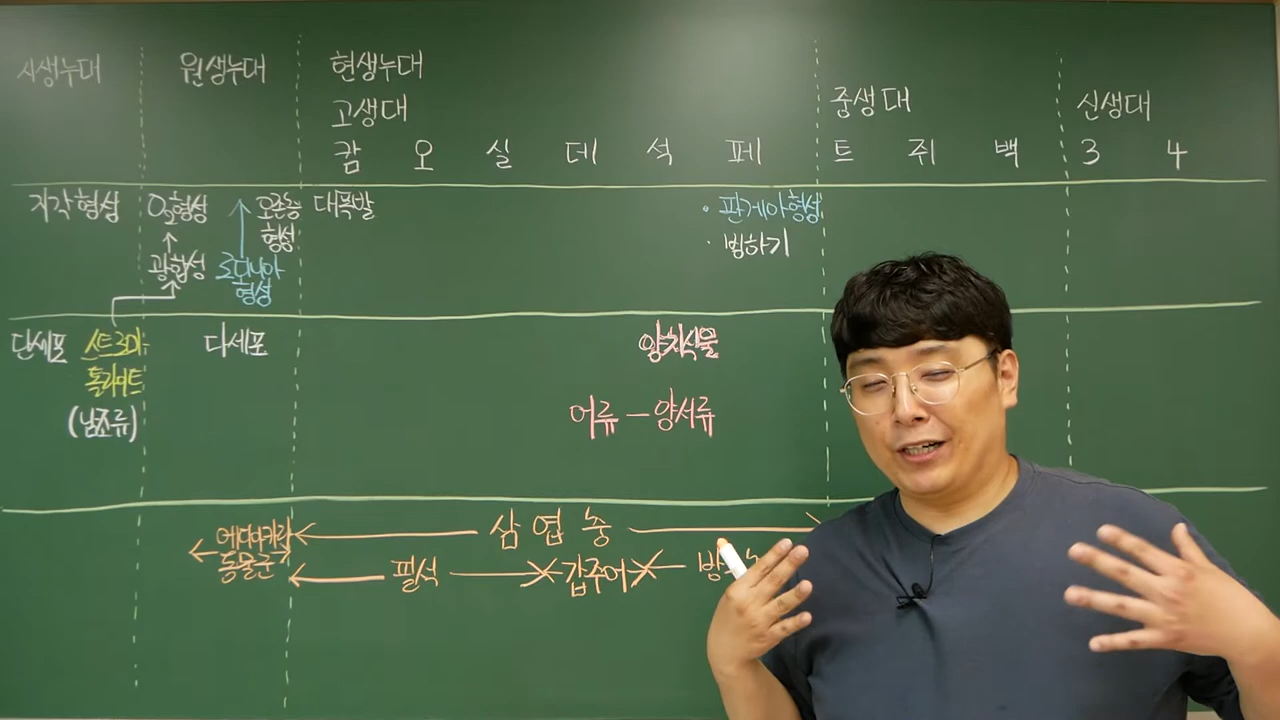 시생누대
원생누대
현생누대
고생대
중생대
신생대
캄 오 실 데 석 페 트 쥐 백 3 4
지각 형성
O₂형성
광합성
오존층
형성
로디니아
형성
대폭발
· 판게아형성
· 빙하기
단세포
스트로마
톨라이트
(남조류)
다세포
양치식물
어류 – 양서류
에디아카라
동물군
삼 엽 충
필석
갑주어